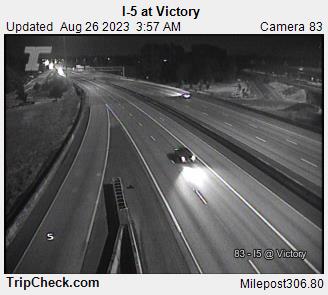 I-5 at Victory
Updated Aug 26 2023 3:57 AM Camera 83
T
S
83 - I5 @ Victory
TripCheck.com Milepost306.80